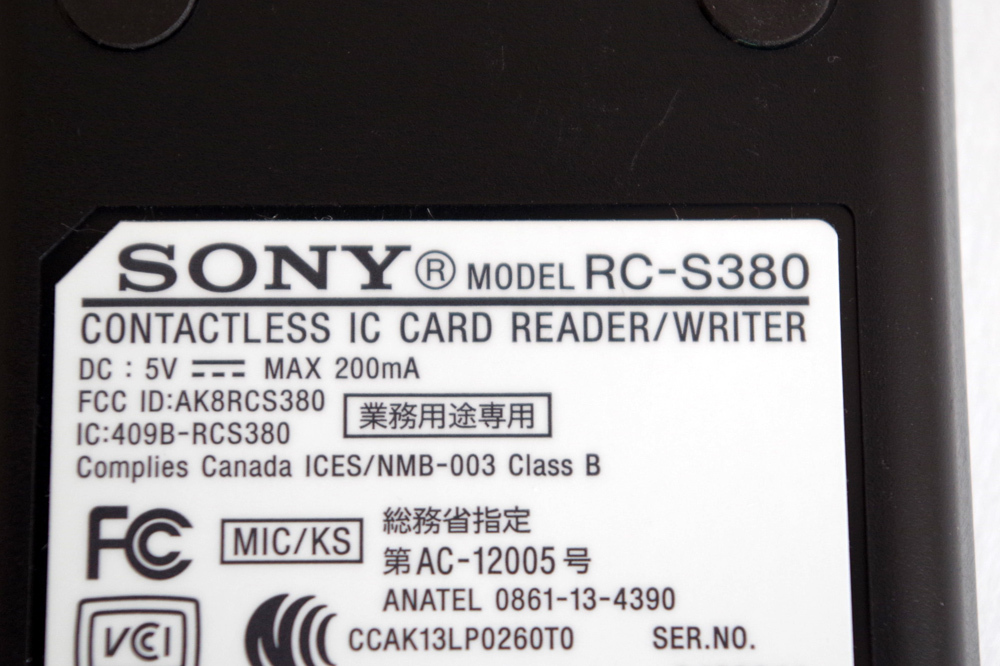 SONY® MODEL RC-S380
CONTACTLESS IC CARD READER/WRITER
DC : 5V ⎓ MAX 200mA
FCC ID:AK8RCS380
業務用途専用
IC:409B-RCS380
Complies Canada ICES/NMB-003 Class B
FC MIC/KS 総務省指定
第AC-12005号
ANATEL 0861-13-4390
VCCI CCAK13LP0260T0 SER.NO.